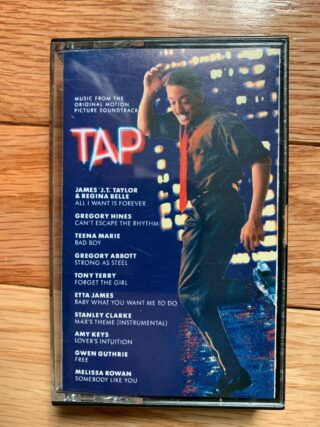 MUSIC FROM THE
ORIGINAL MOTION
PICTURE SOUNDTRACK
TAP
JAMES 'J.T.' TAYLOR
& REGINA BELLE
ALL I WANT IS FOREVER
GREGORY HINES
CAN'T ESCAPE THE RHYTHM
TEENA MARIE
BAD BOY
GREGORY ABBOTT
STRONG AS STEEL
TONY TERRY
FORGET THE GIRL
ETTA JAMES
BABY WHAT YOU WANT ME TO DO
STANLEY CLARKE
MAX'S THEME (INSTRUMENTAL)
AMY KEYS
LOVER'S INTUITION
GWEN GUTHRIE
FREE
MELISSA ROWAN
SOMEBODY LIKE YOU